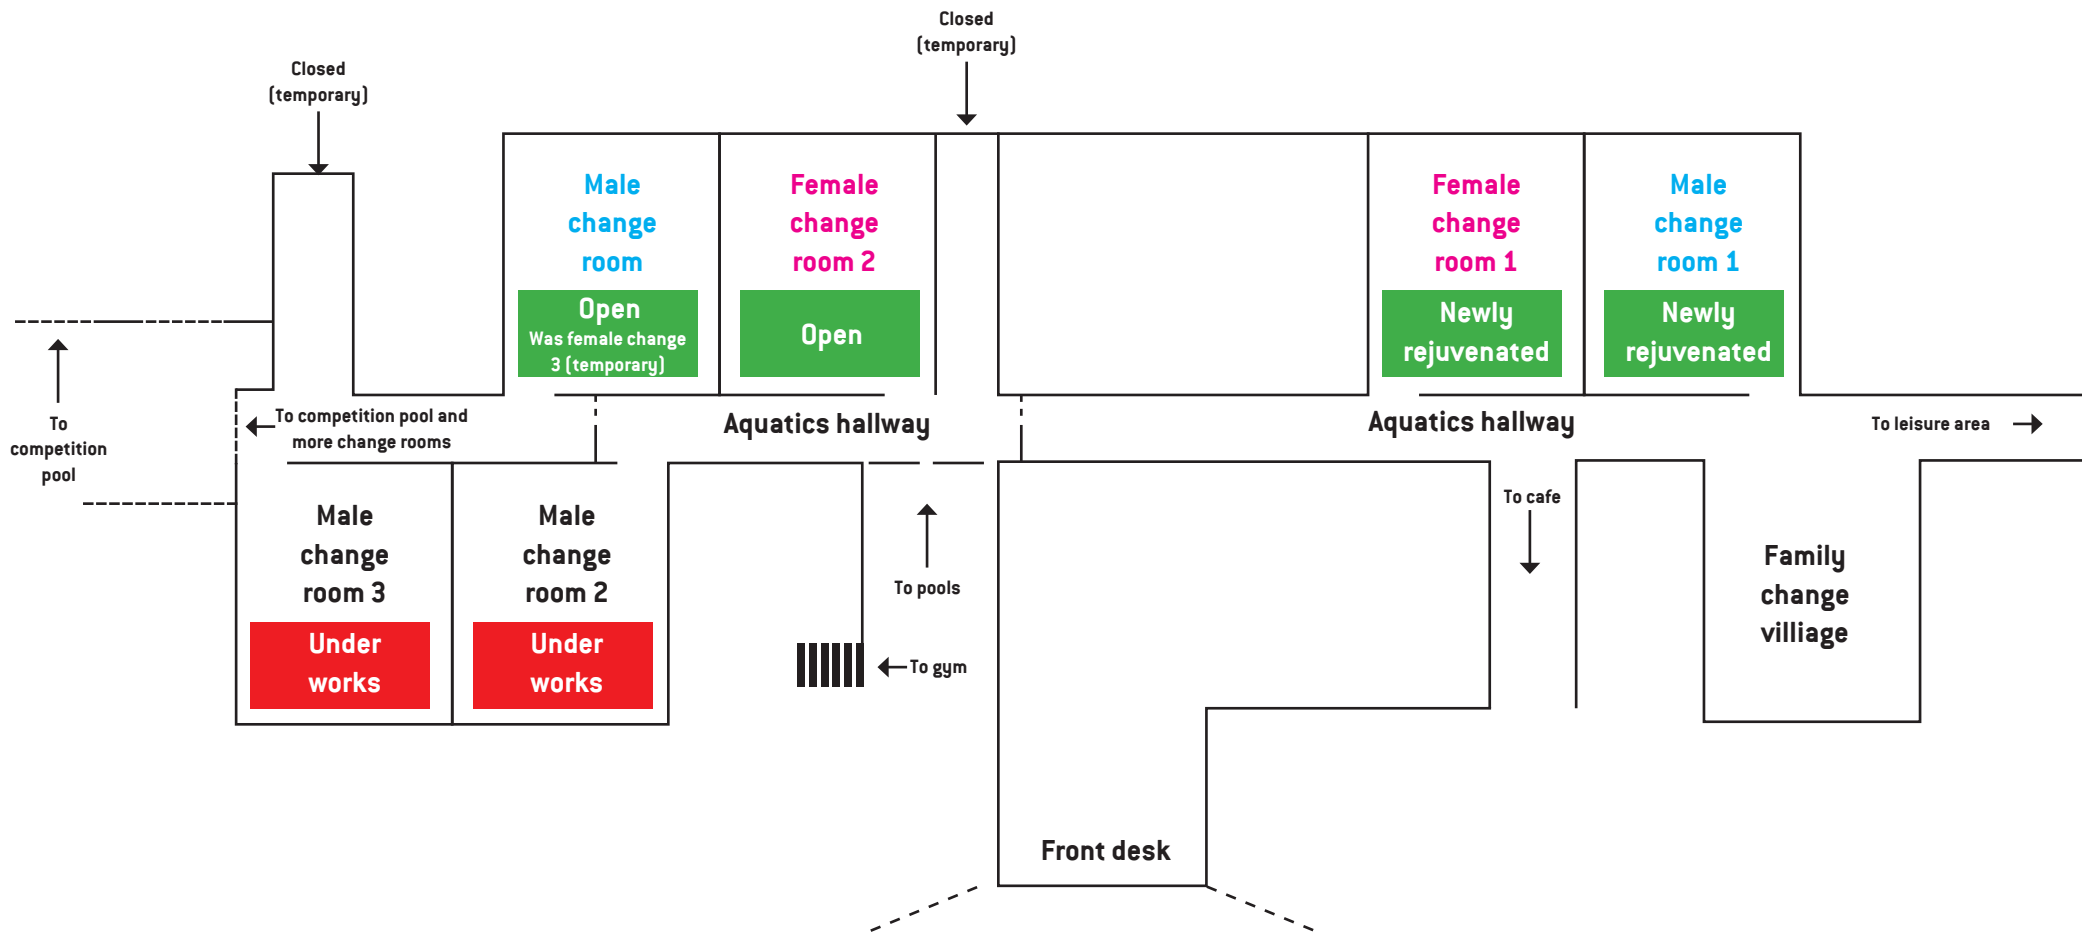 Closed
(temporary)
Closed
(temporary)
Male
change
room
Open
Was female change
3 (temporary)
Female
change
room 2
Open
Female
change
room 1
Newly
rejuvenated
Male
change
room 1
Newly
rejuvenated
To
competition
pool
To competition pool and
more change rooms
Aquatics hallway
Aquatics hallway
To leisure area
Male
change
room 3
Under
works
Male
change
room 2
Under
works
To pools
To gym
To cafe
Family
change
villiage
Front desk